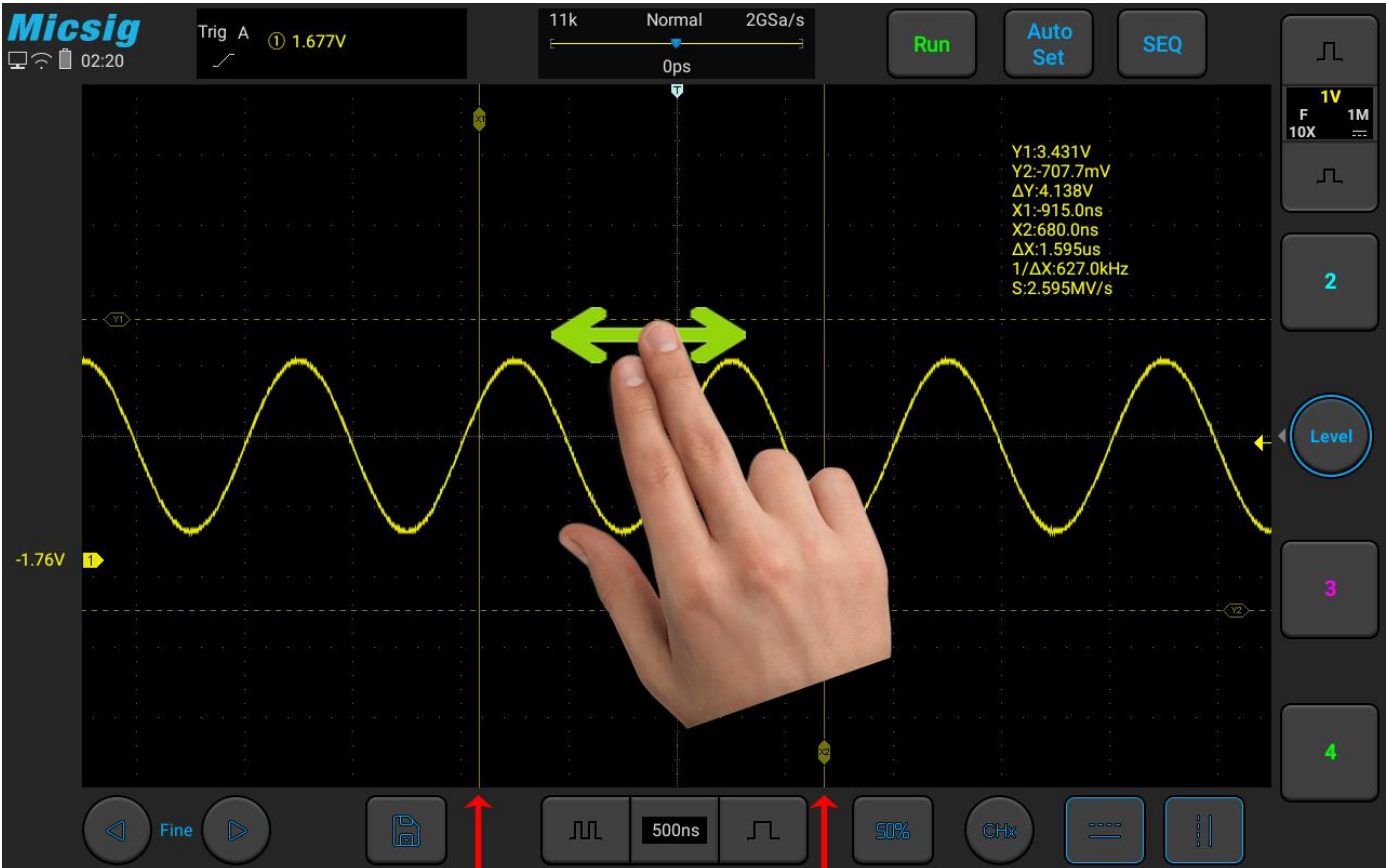 Micsig
02:20
Trig A ① 1.677V
11k Normal 2GSa/s
0ps
Run
Auto
Set
SEQ
1V
F 1M
10X
T
X1
Y1:3.431V
Y2:-707.7mV
ΔY:4.138V
X1:-915.0ns
X2:680.0ns
ΔX:1.595us
1/ΔX:627.0kHz
S:2.595MV/s
2
Y1
Level
-1.76V 1
3
Y2
4
X2
Fine
500ns
50%
CHx